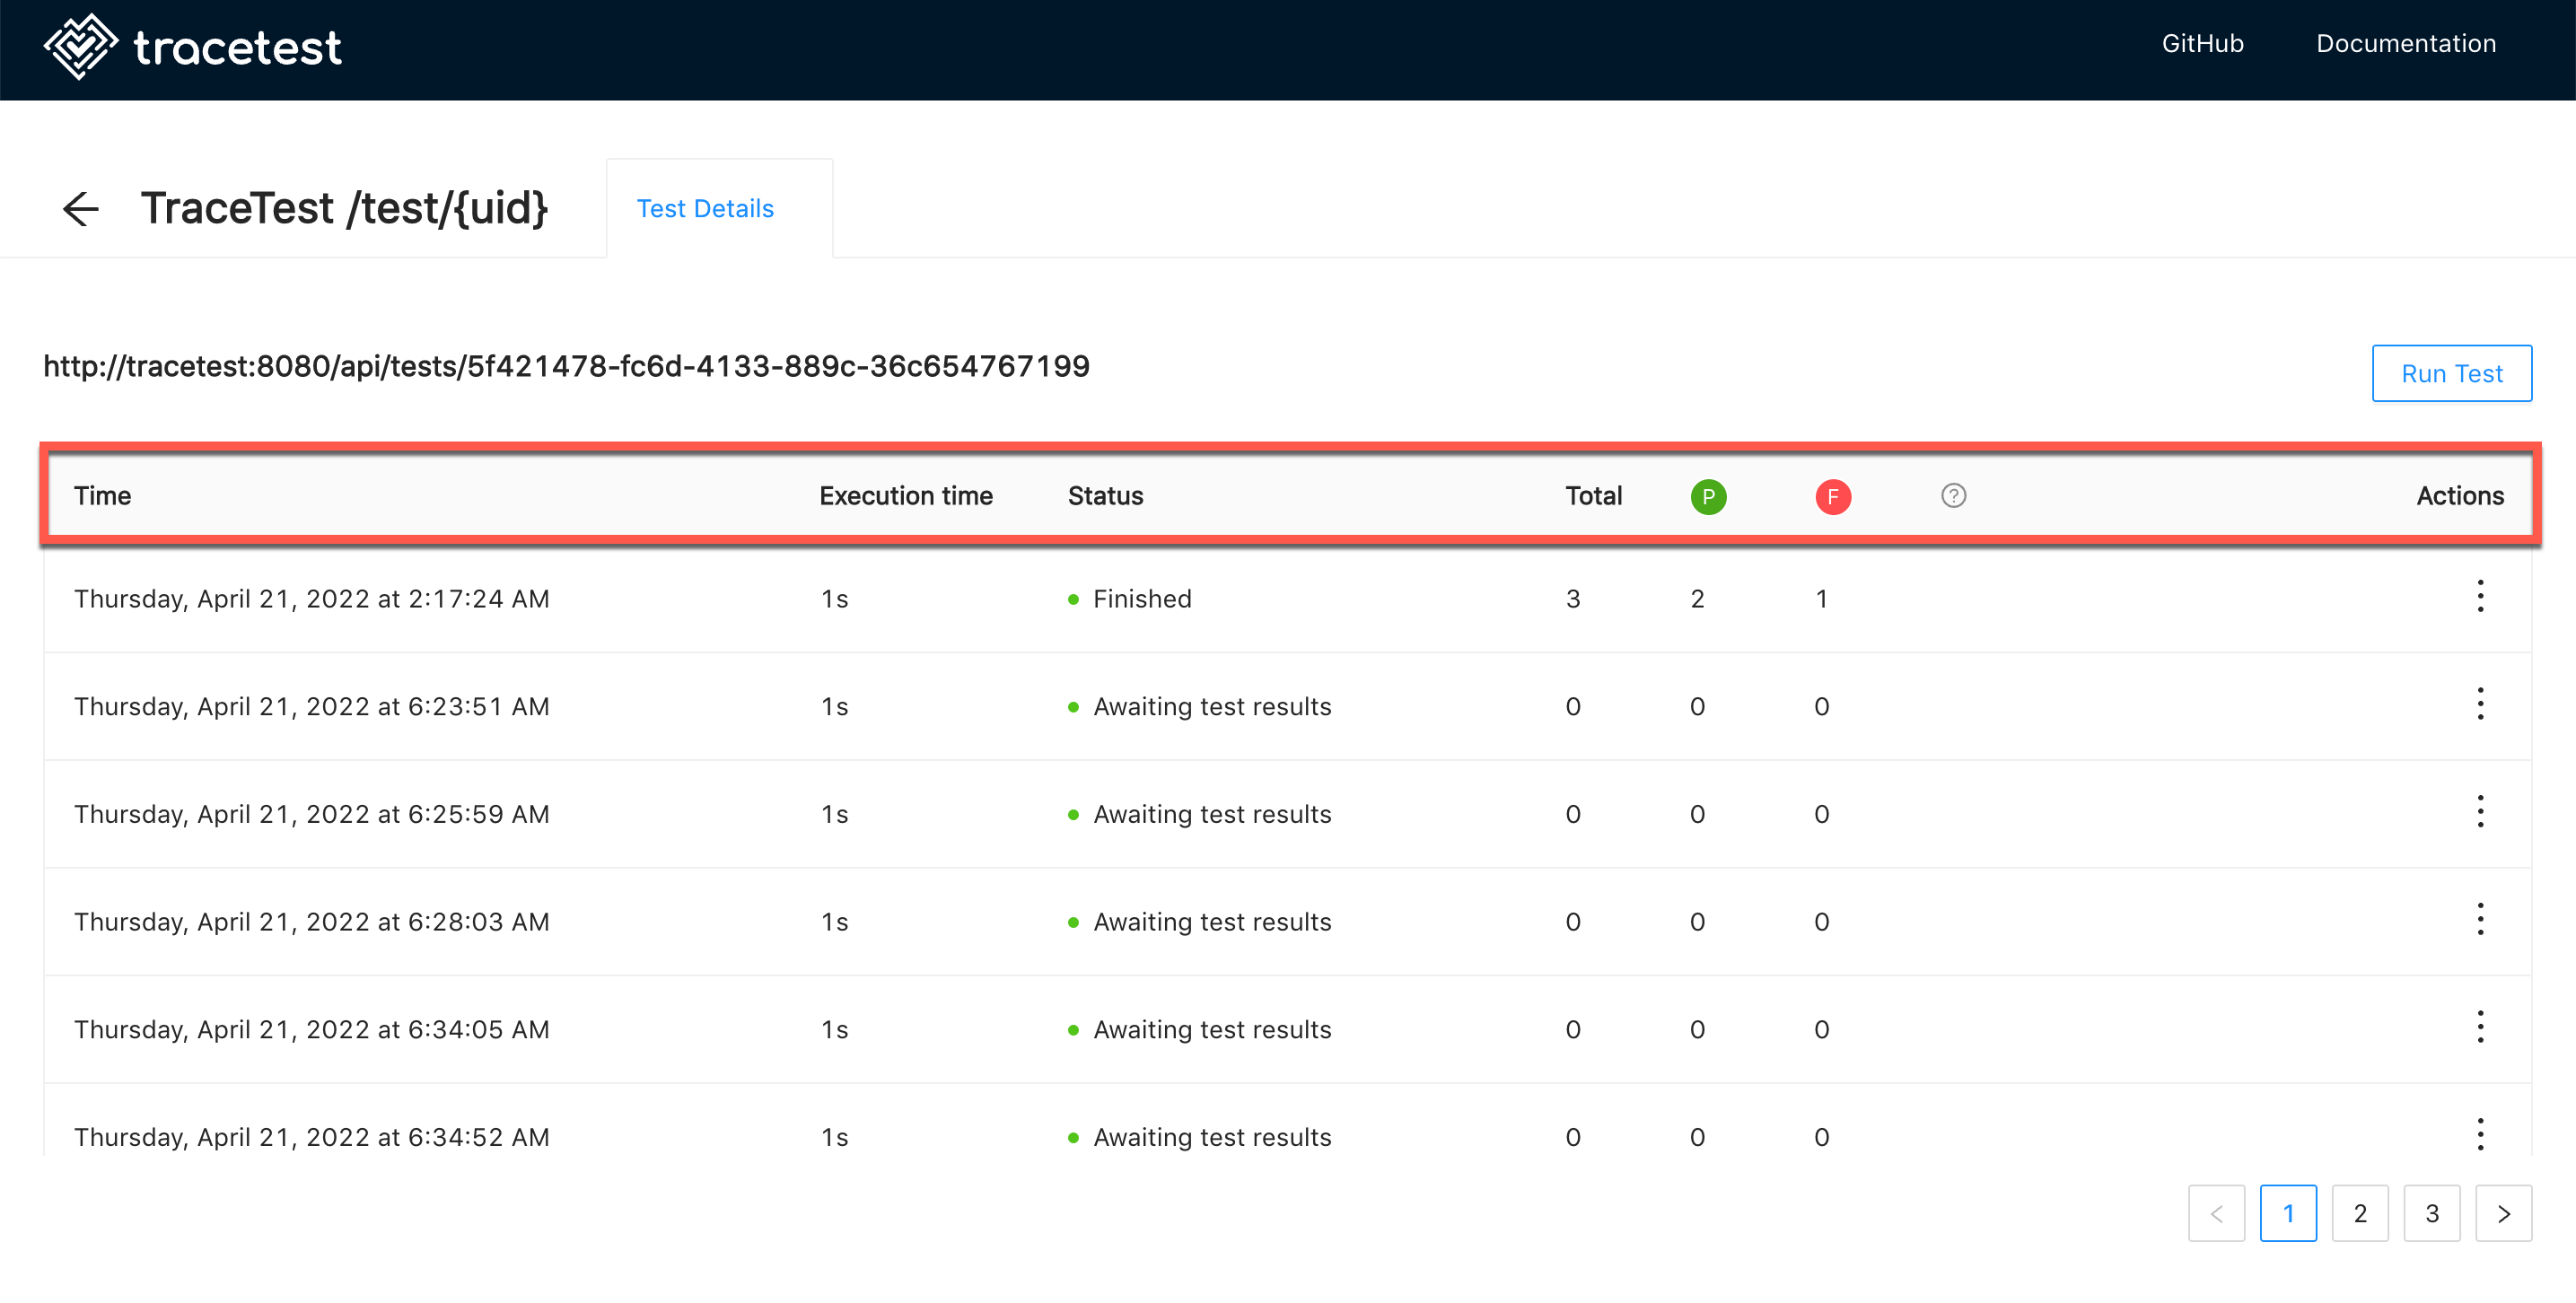 tracetest GitHub Documentation
TraceTest /test/{uid} Test Details
http://tracetest:8080/api/tests/5f421478-fc6d-4133-889c-36c654767199 Run Test
Time Execution time Status Total P F ? Actions
Thursday, April 21, 2022 at 2:17:24 AM 1s Finished 3 2 1
Thursday, April 21, 2022 at 6:23:51 AM 1s Awaiting test results 0 0 0
Thursday, April 21, 2022 at 6:25:59 AM 1s Awaiting test results 0 0 0
Thursday, April 21, 2022 at 6:28:03 AM 1s Awaiting test results 0 0 0
Thursday, April 21, 2022 at 6:34:05 AM 1s Awaiting test results 0 0 0
Thursday, April 21, 2022 at 6:34:52 AM 1s Awaiting test results 0 0 0
< 1 2 3 >